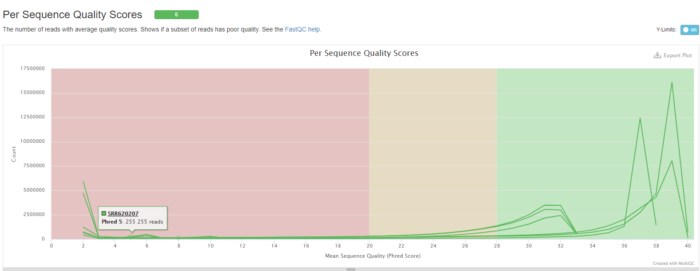 Per Sequence Quality Scores 6
The number of reads with average quality scores. Shows if a subset of reads has poor quality. See the FastQC help.
Y-Limits: on
Per Sequence Quality Scores
Export Plot
17500000
15000000
12500000
10000000
7500000
5000000
2500000
0
Count
SRR620207
Phred 5: 255 255 reads
0 2 4 6 8 10 12 14 16 18 20 22 24 26 28 30 32 34 36 38 40
Mean Sequence Quality (Phred Score)
Created with MultiQC